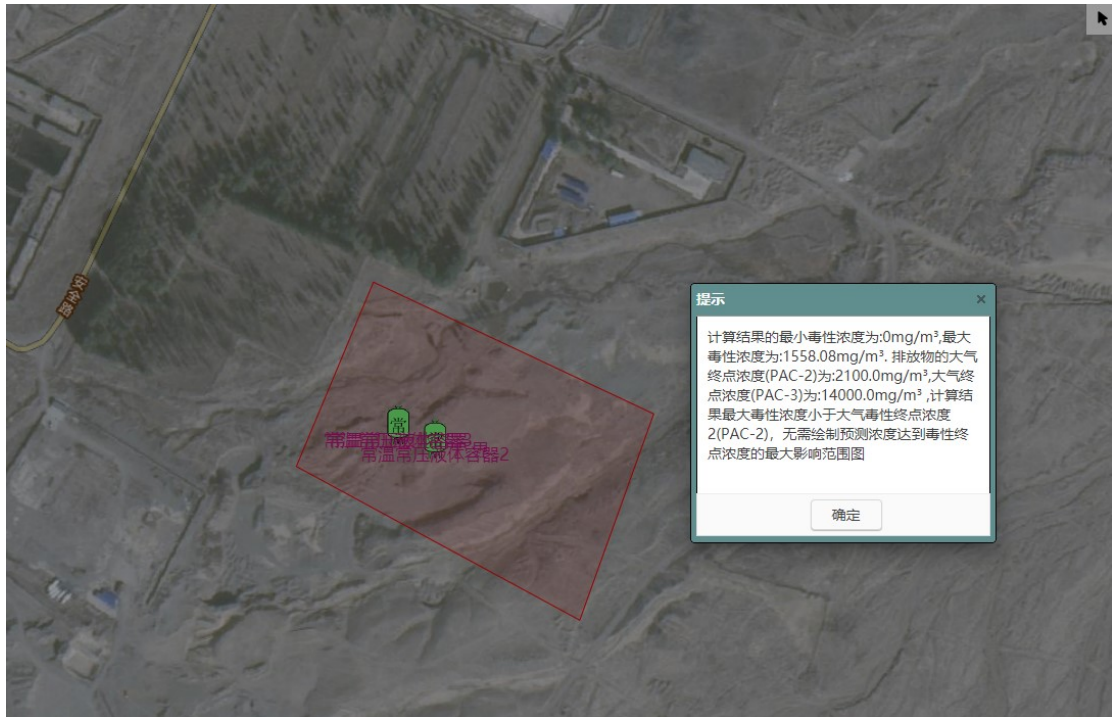 提示
计算结果的最小毒性浓度为:0mg/m³,最大
毒性浓度为:1558.08mg/m³. 排放物的大气
终点浓度(PAC-2)为:2100.0mg/m³,大气终
点浓度(PAC-3)为:14000.0mg/m³ ,计算结
果最大毒性浓度小于大气毒性终点浓度
2(PAC-2)，无需绘制预测浓度达到毒性终
点浓度的最大影响范围图
确定
安全路
常
常
常温常压液体容器2